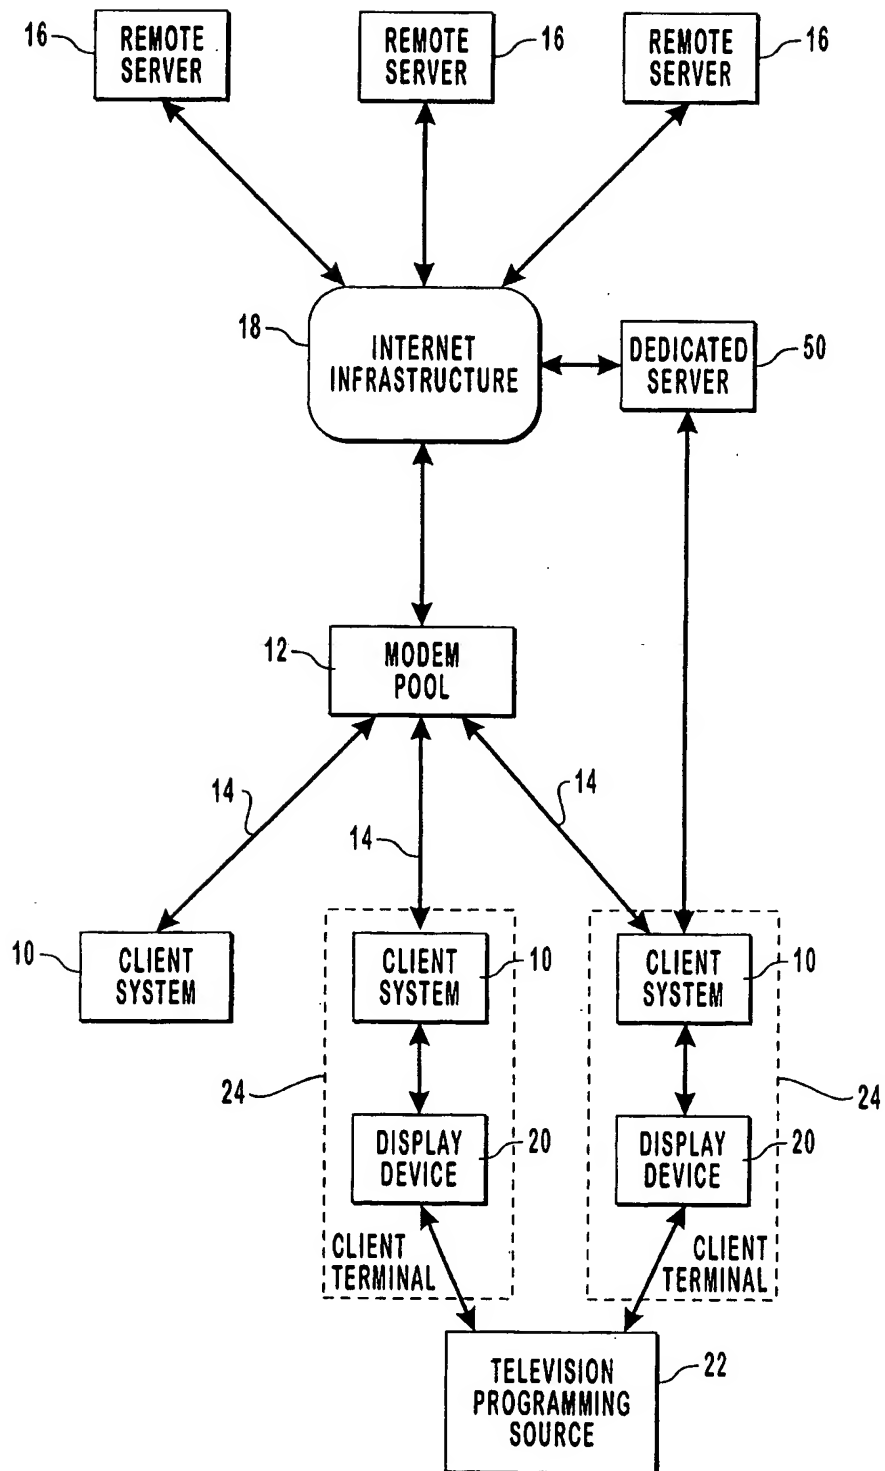 16 REMOTE SERVER
REMOTE SERVER 16
REMOTE SERVER 16
18 INTERNET INFRASTRUCTURE
DEDICATED SERVER 50
12 MODEM POOL
14
14
14
10 CLIENT SYSTEM
CLIENT SYSTEM 10
CLIENT SYSTEM 10
24
24
DISPLAY DEVICE 20
DISPLAY DEVICE 20
CLIENT TERMINAL
CLIENT TERMINAL
TELEVISION PROGRAMMING SOURCE 22